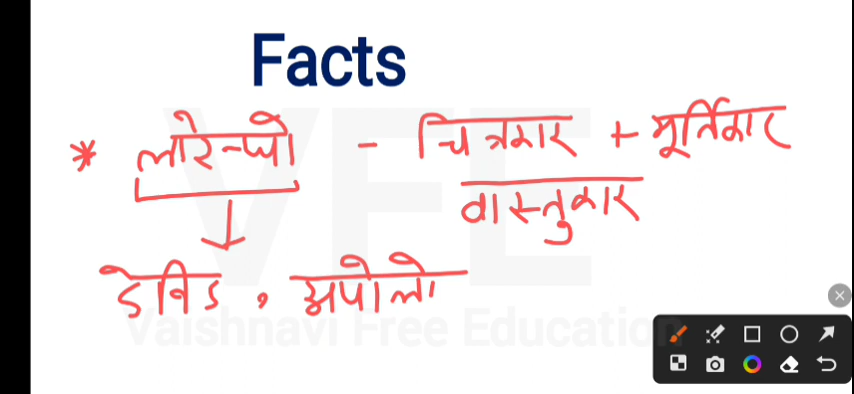 Facts
* लोरेन्जो - चित्रकार + मूर्तिकार
वास्तुकार
डेविड, अपोलो
Vaishnavi Free Education